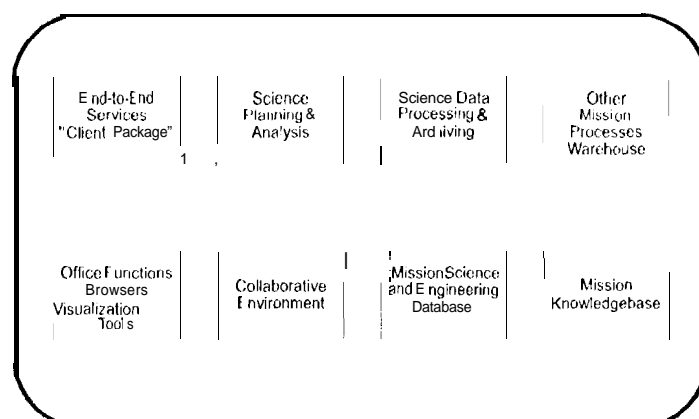 End-to-End
Services
"Client Package"
Science
Planning &
Analysis
Science Data
Processing &
Archiving
Other
Mission
Processes
Warehouse
Office Functions
Browsers
Visualization
Tools
Collaborative
Environment
Mission Science
and Engineering
Database
Mission
Knowledgebase